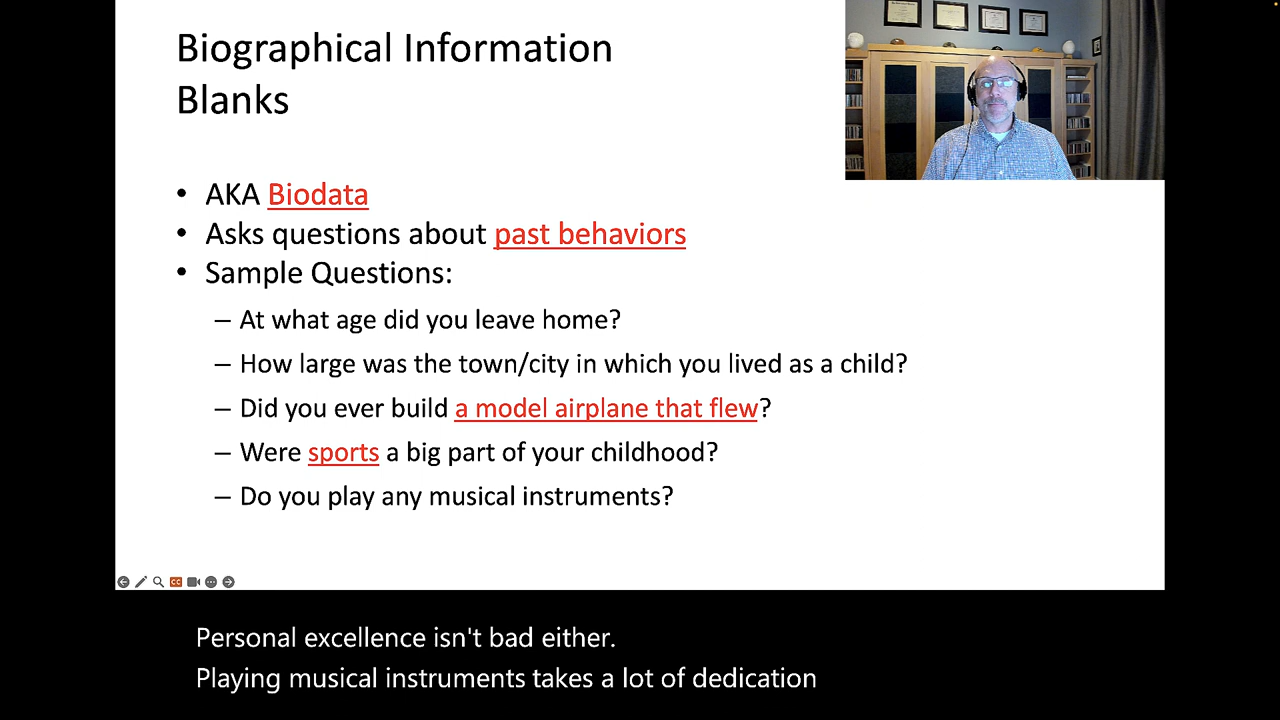 Biographical Information
Blanks
• AKA Biodata
• Asks questions about past behaviors
• Sample Questions:
– At what age did you leave home?
– How large was the town/city in which you lived as a child?
– Did you ever build a model airplane that flew?
– Were sports a big part of your childhood?
– Do you play any musical instruments?
CC
Personal excellence isn't bad either.
Playing musical instruments takes a lot of dedication